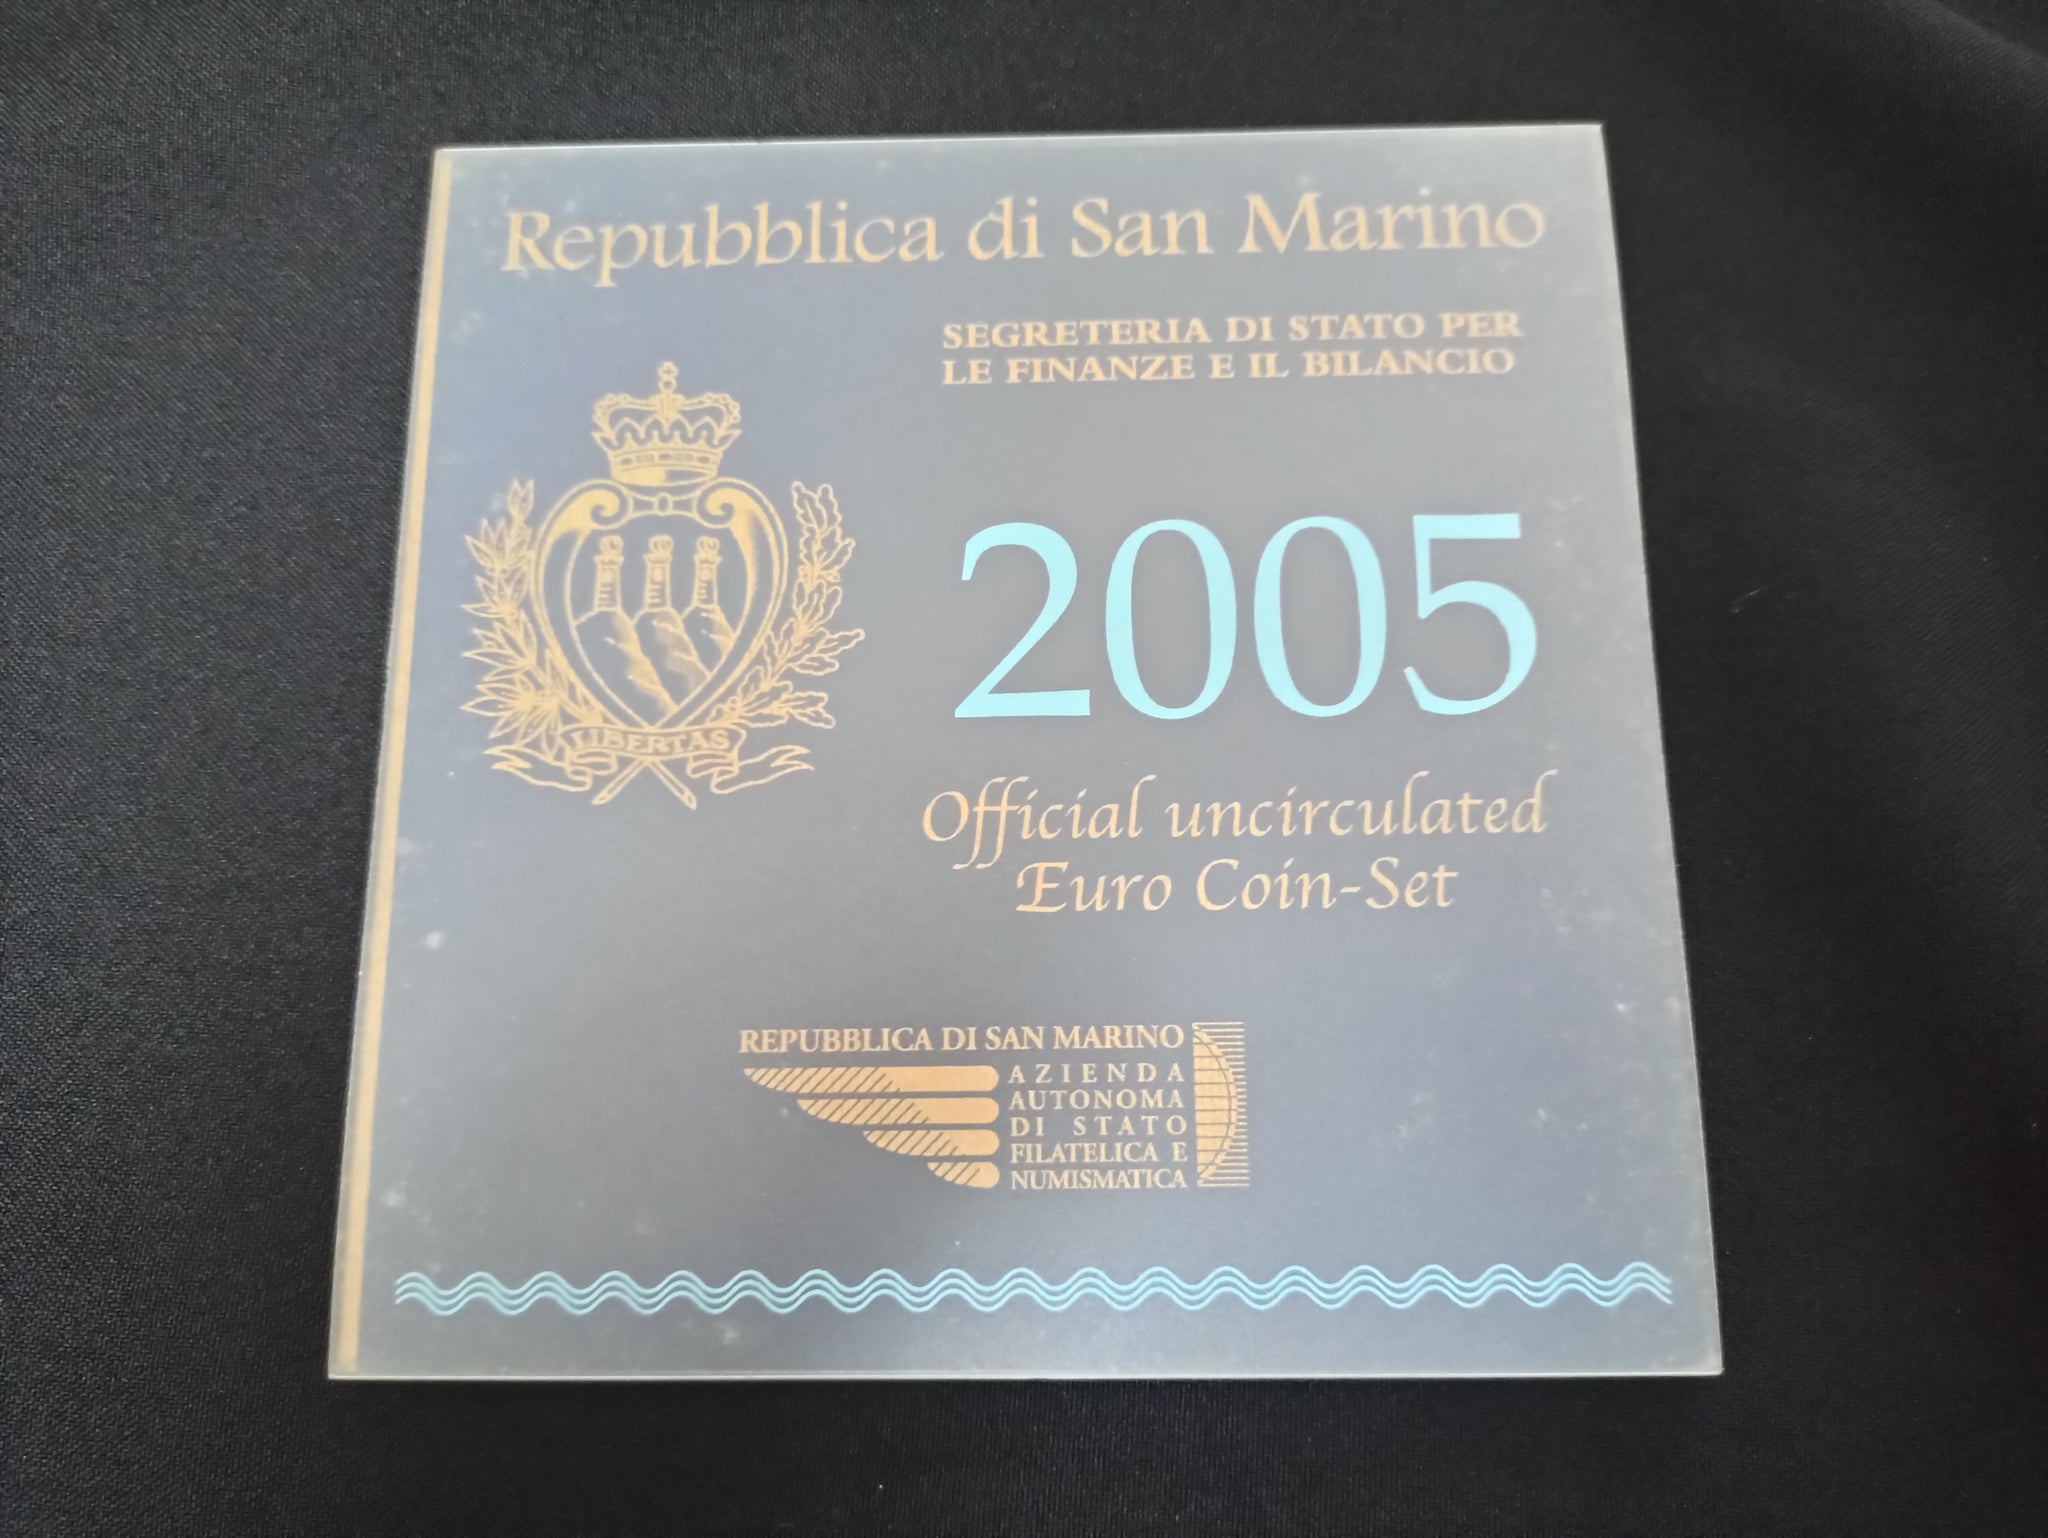 Repubblica di San Marino
SEGRETERIA DI STATO PER
LE FINANZE E IL BILANCIO
LIBERTAS
2005
Official uncirculated
Euro Coin-Set
REPUBBLICA DI SAN MARINO
AZIENDA
AUTONOMA
DI STATO
FILATELICA E
NUMISMATICA